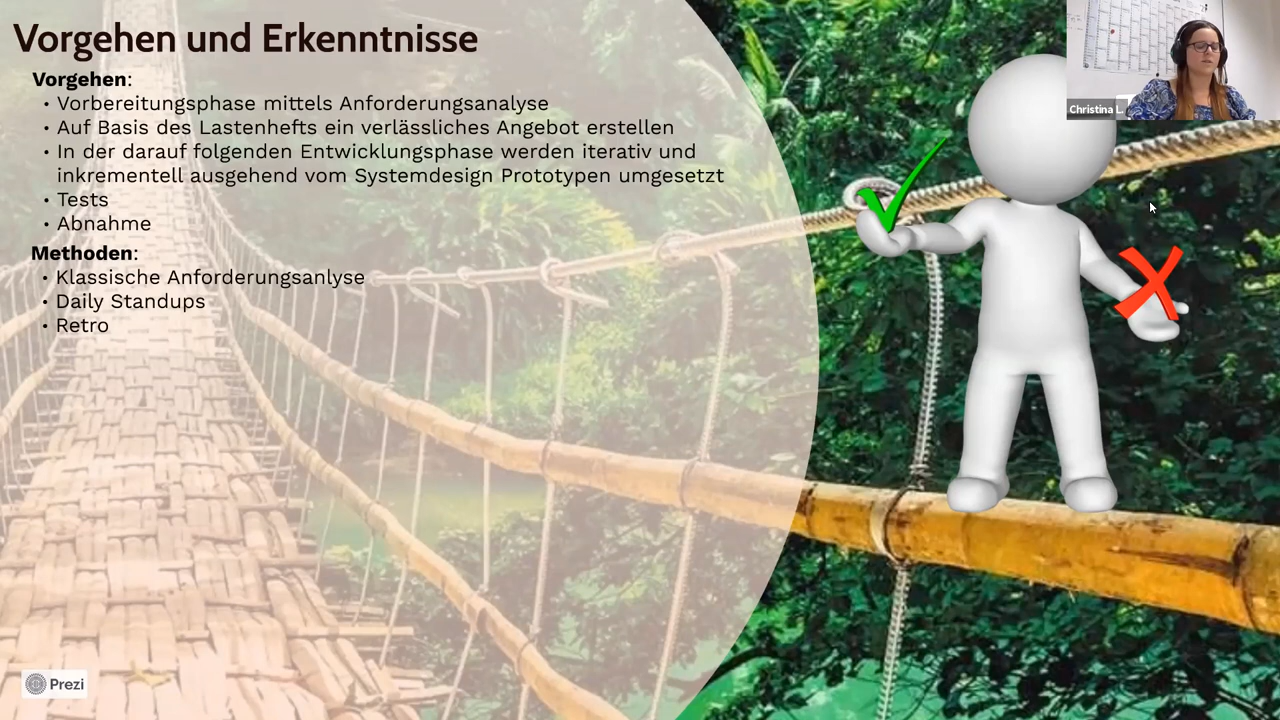 Vorgehen und Erkenntnisse
Vorgehen:
• Vorbereitungsphase mittels Anforderungsanalyse
• Auf Basis des Lastenhefts ein verlässliches Angebot erstellen
• In der darauf folgenden Entwicklungsphase werden iterativ und
inkrementell ausgehend vom Systemdesign Prototypen umgesetzt
• Tests
• Abnahme
Methoden:
• Klassische Anforderungsanlyse
• Daily Standups
• Retro
Christina L.
Prezi